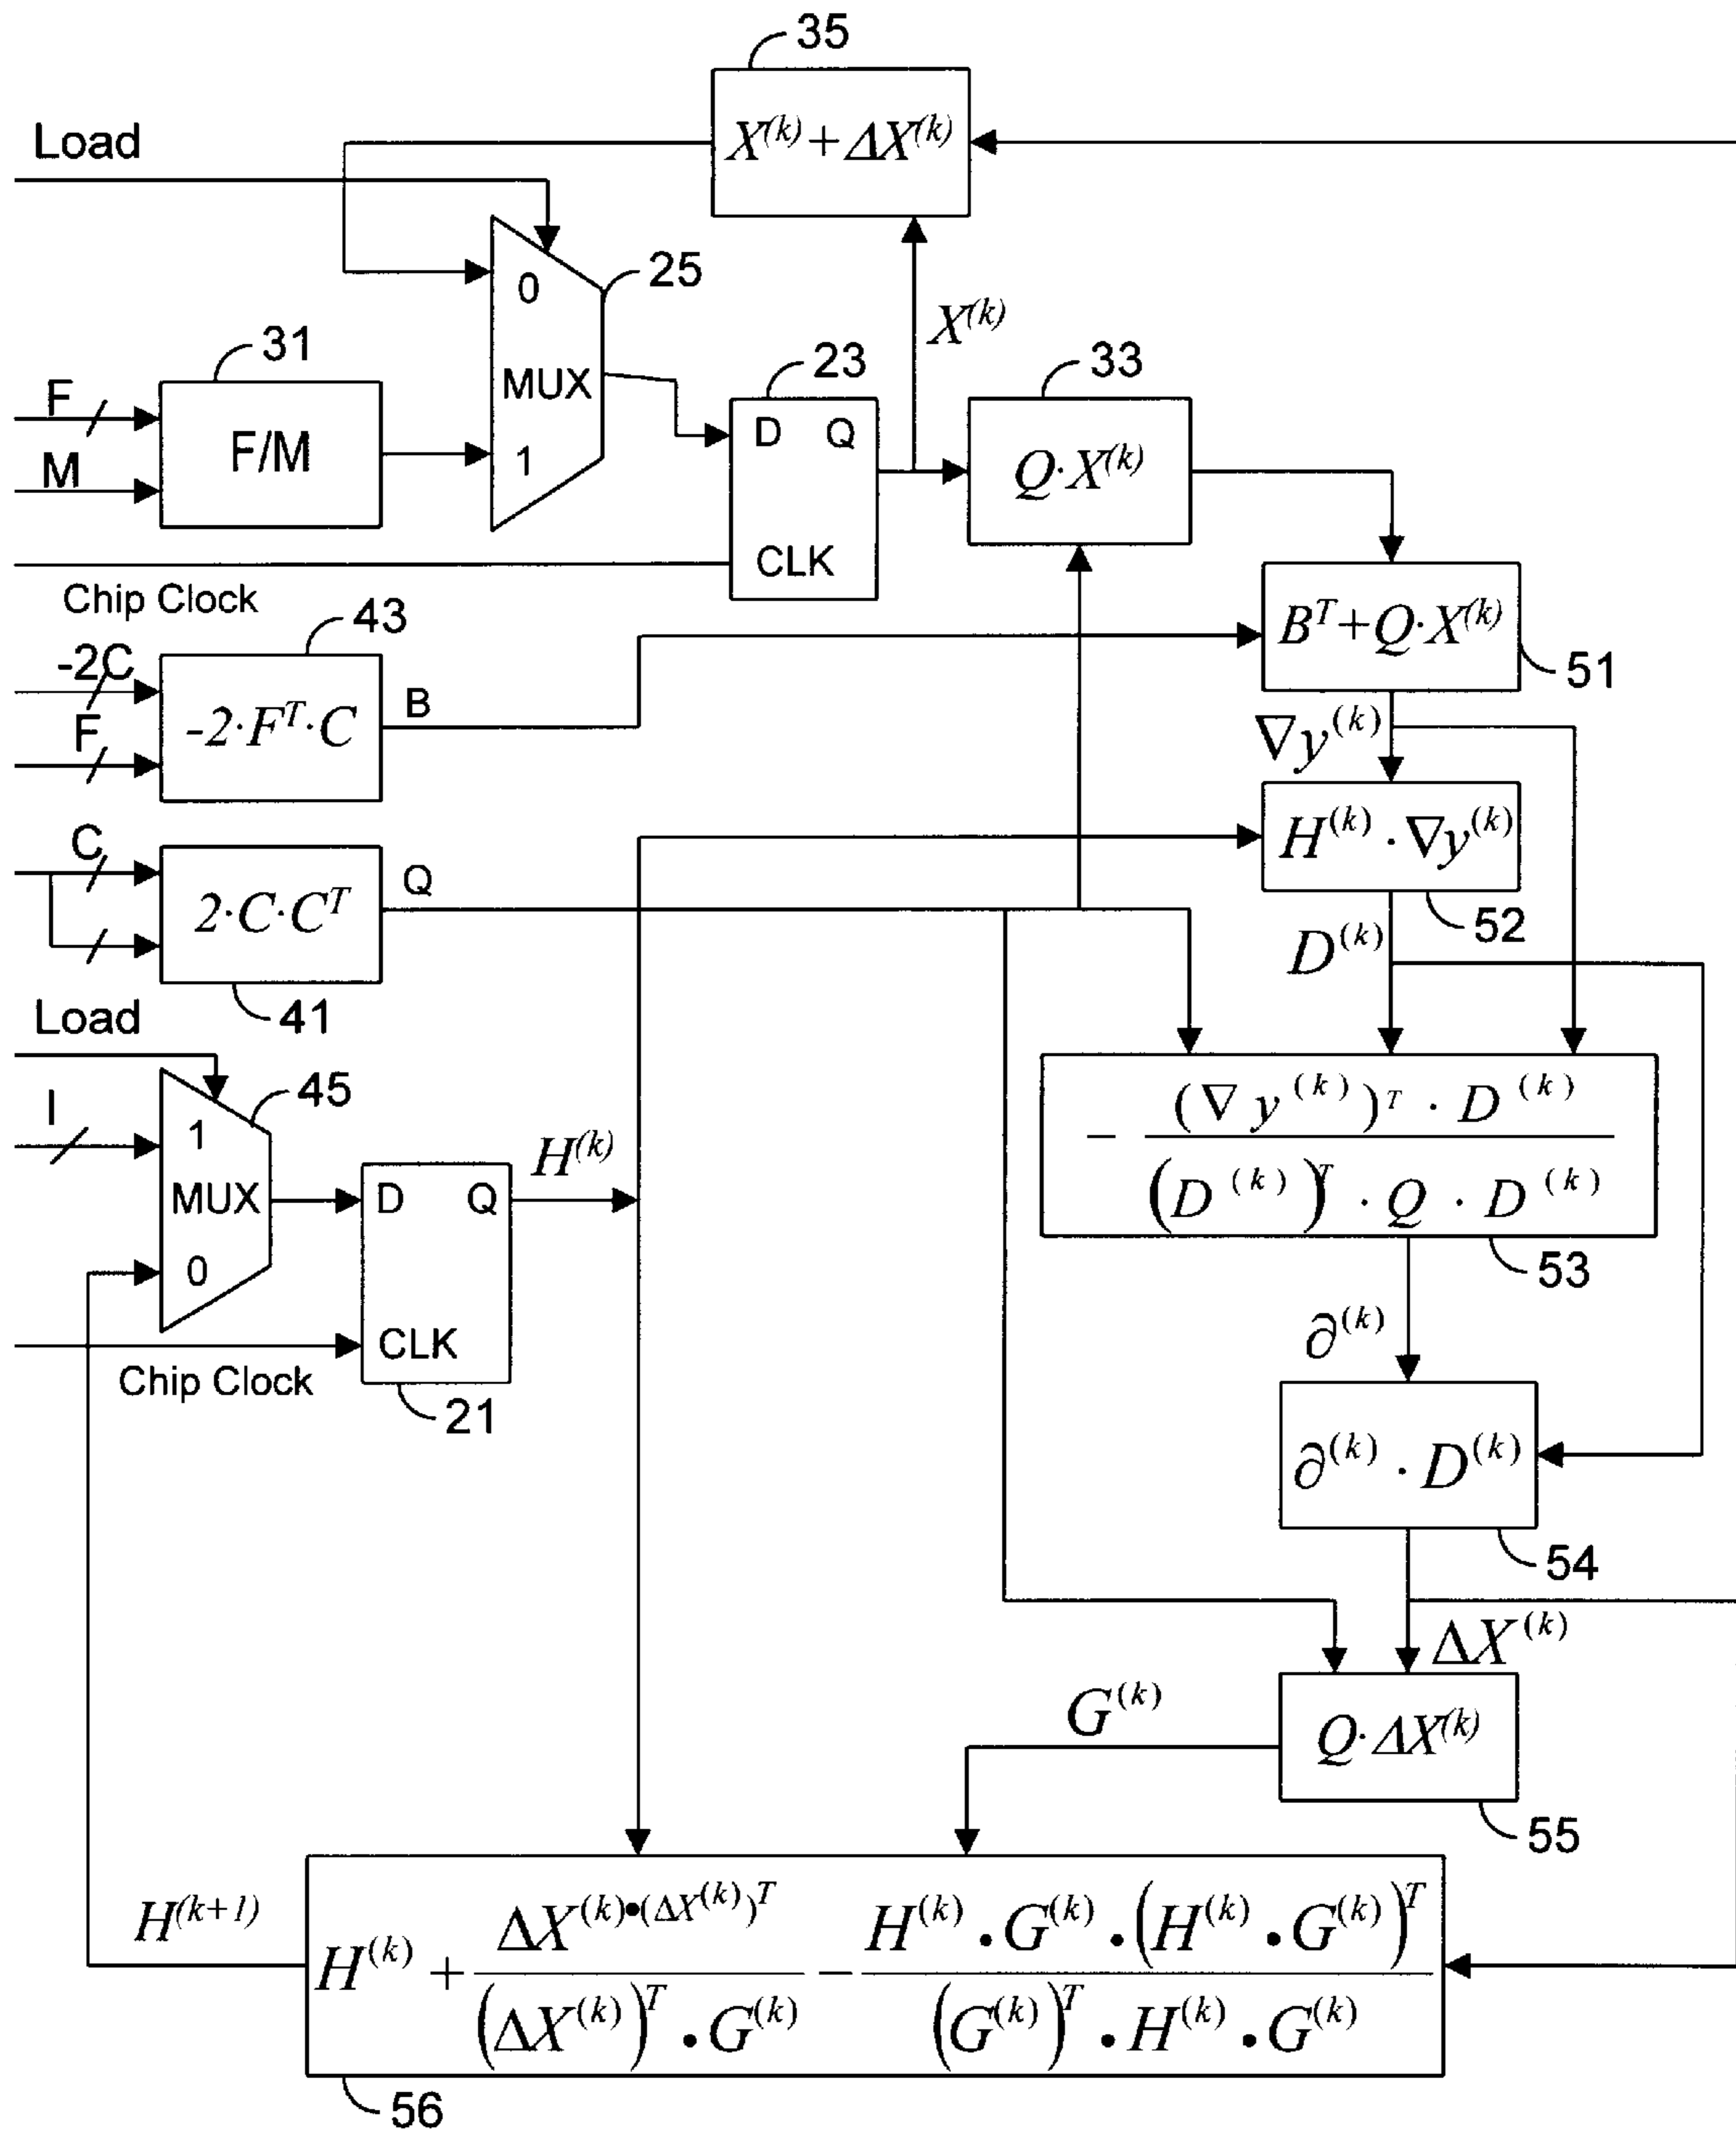 35
Load
X^(k) + ΔX^(k)
0
25
X^(k)
31
23
33
F
MUX
D Q
F/M
Q·X^(k)
M
1
CLK
Chip Clock
43
B^T+Q·X^(k)
-2C
51
-2·F^T·C
B
F
∇y^(k)
C
H^(k) · ∇y^(k)
2·C·C^T
Q
52
D^(k)
41
Load
45
I
1
(∇ y^(k))^T · D^(k)
−
(D^(k))^T · Q · D^(k)
H^(k)
MUX
D Q
0
53
∂^(k)
CLK
Chip Clock
21
∂^(k) · D^(k)
54
ΔX^(k)
G^(k)
Q·ΔX^(k)
55
H^(k+1)
ΔX^(k)•(ΔX^(k))^T H^(k) • G^(k) • (H^(k) • G^(k))^T
H^(k) + −
(ΔX^(k))^T • G^(k) (G^(k))^T • H^(k) • G^(k)
56